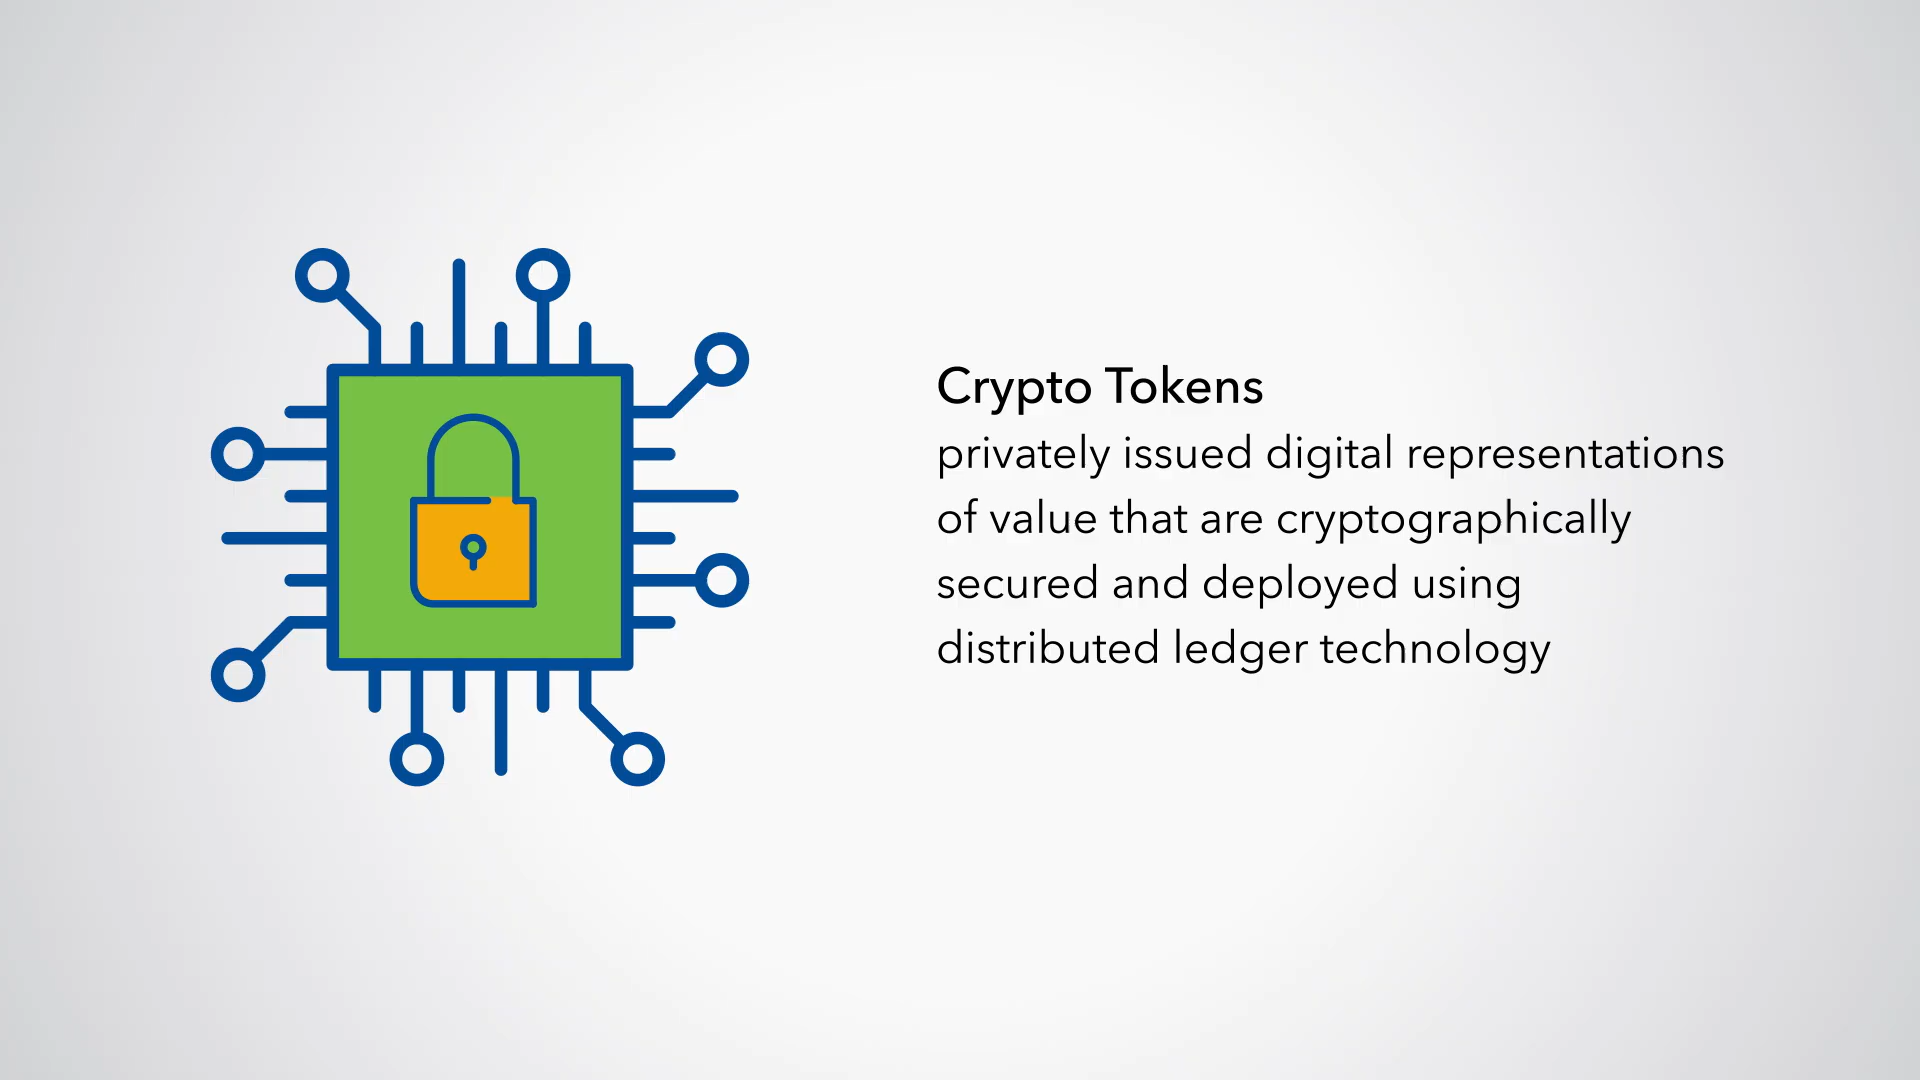 Crypto Tokens
privately issued digital representations
of value that are cryptographically
secured and deployed using
distributed ledger technology